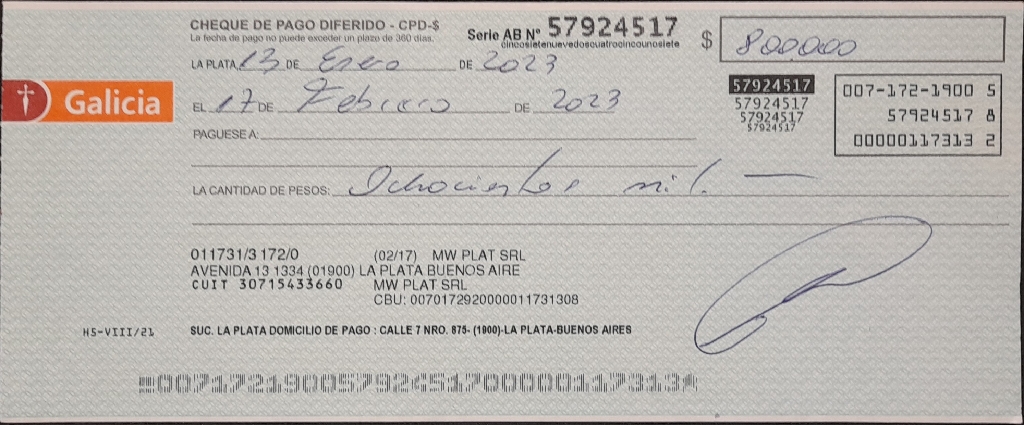 CHEQUE DE PAGO DIFERIDO - CPD-$
La fecha de pago no puede exceder un plazo de 360 días.
Serie AB Nº 57924517
cincosietenuevedoscuatrocincounosiete
$ 800.000
LA PLATA, 13 DE Enero DE 2023
Galicia
EL 17 DE Febrero DE 2023
57924517
57924517
57924517
57924517
007-172-1900 5
57924517 8
00000117313 2
PAGUESE A:
LA CANTIDAD DE PESOS: Ochocientos mil. —
011731/3 172/0 (02/17) MW PLAT SRL
AVENIDA 13 1334 (01900) LA PLATA BUENOS AIRE
CUIT 30715433660 MW PLAT SRL
CBU: 0070172920000011731308
HS-VIII/21
SUC. LA PLATA DOMICILIO DE PAGO : CALLE 7 NRO. 875- (1900)-LA PLATA-BUENOS AIRES
00717219005792451700000117313